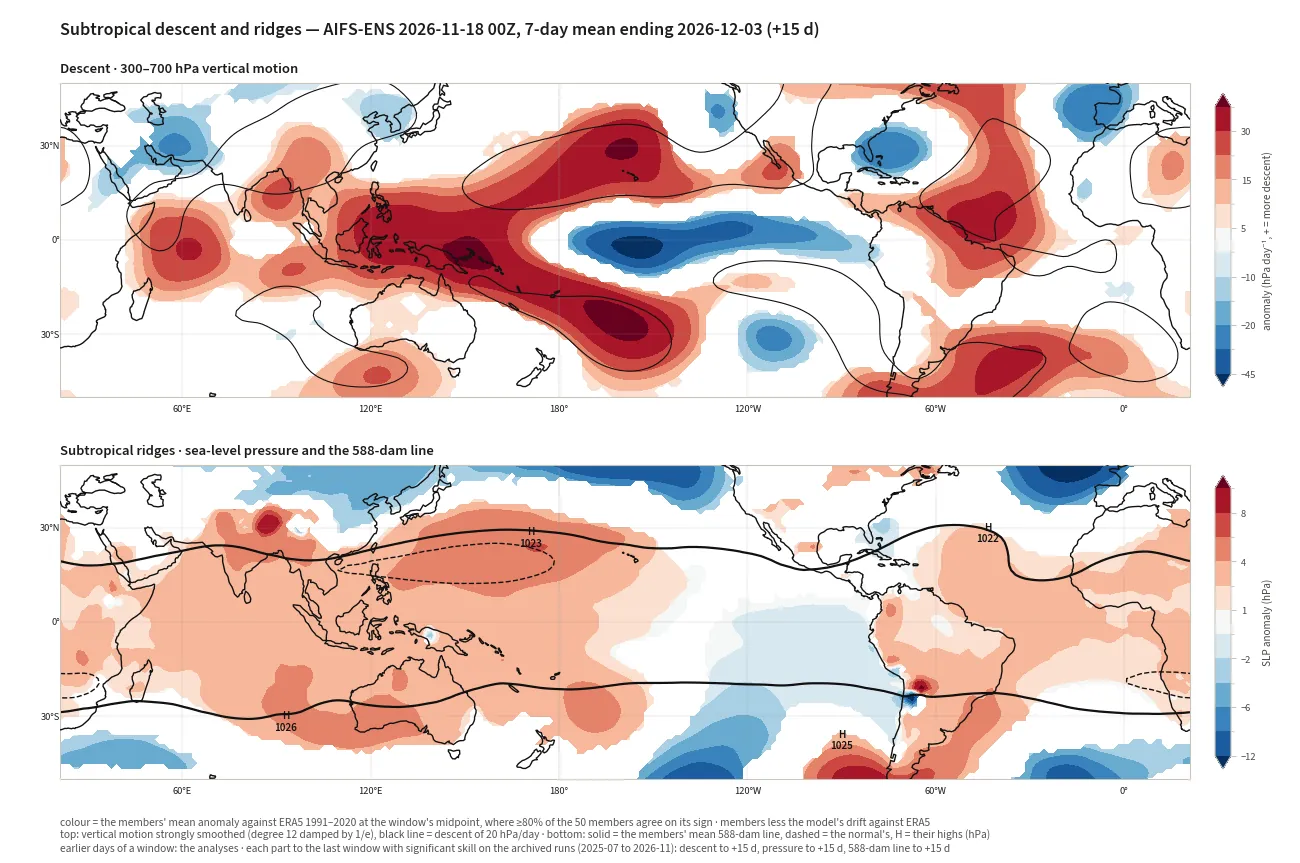 Subtropical descent and ridges — AIFS-ENS 2026-11-18 00Z, 7-day mean ending 2026-12-03 (+15 d)
Descent · 300–700 hPa vertical motion
30°N
0°
30°S
60°E 120°E 180° 120°W 60°W 0°
30
15
5
−10
−20
−45
anomaly (hPa day⁻¹, + = more descent)
Subtropical ridges · sea-level pressure and the 588-dam line
30°N
0°
30°S
H
1023
H
1022
H
1026
H
1025
60°E 120°E 180° 120°W 60°W 0°
8
4
1
−2
−6
−12
SLP anomaly (hPa)
colour = the members' mean anomaly against ERA5 1991–2020 at the window's midpoint, where ≥80% of the 50 members agree on its sign · members less the model's drift against ERA5
top: vertical motion strongly smoothed (degree 12 damped by 1/e), black line = descent of 20 hPa/day · bottom: solid = the members' mean 588-dam line, dashed = the normal's, H = their highs (hPa)
earlier days of a window: the analyses · each part to the last window with significant skill on the archived runs (2025-07 to 2026-11): descent to +15 d, pressure to +15 d, 588-dam line to +15 d